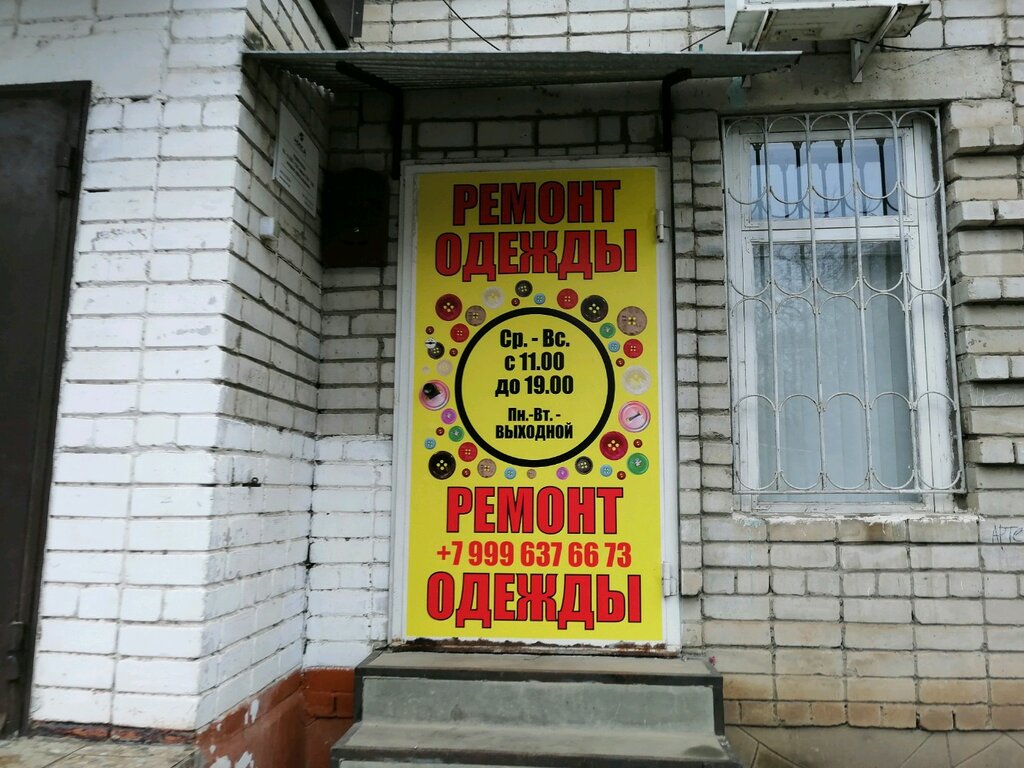 РЕМОНТ
ОДЕЖДЫ
Ср. - Вс.
с 11.00
до 19.00
Пн.-Вт. -
ВЫХОДНОЙ
РЕМОНТ
+7 999 637 66 73
ОДЕЖДЫ